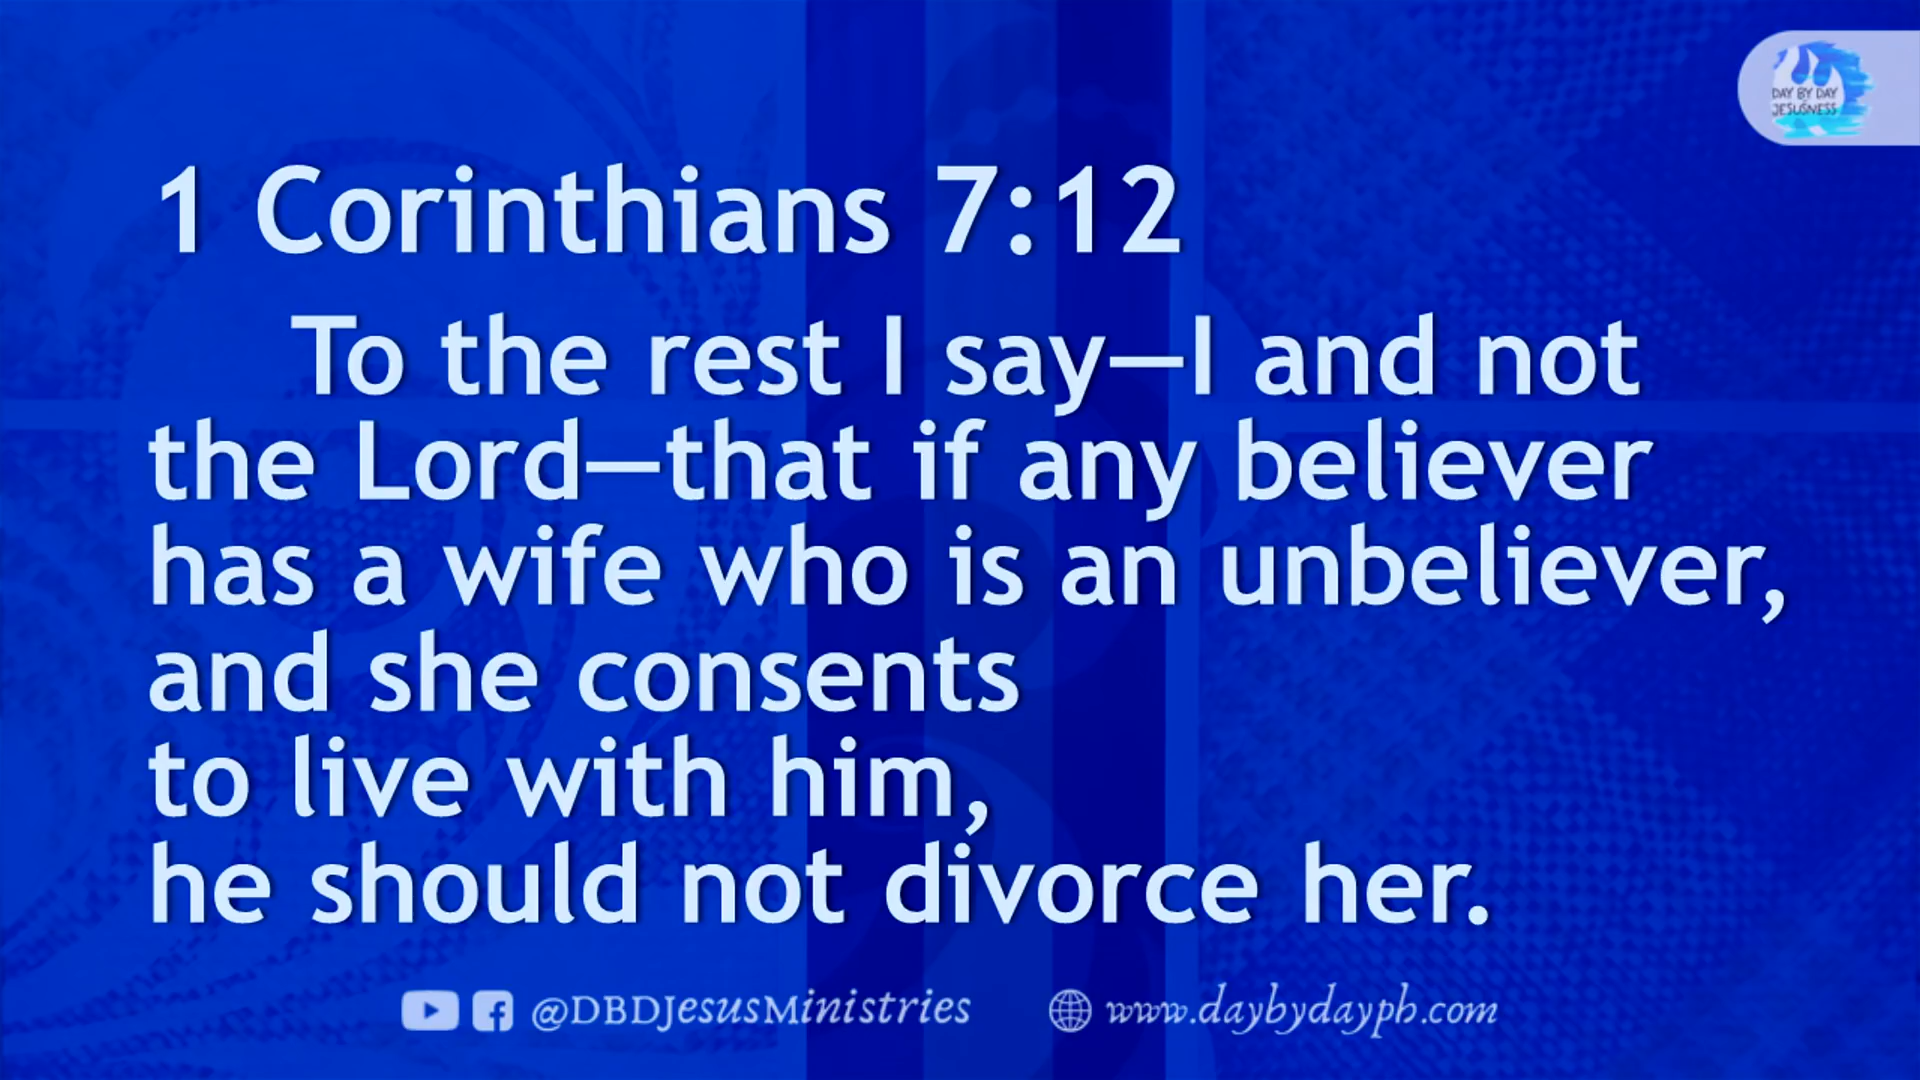 DAY BY DAY
JESUSNESS
1 Corinthians 7:12
To the rest I say—I and not
the Lord—that if any believer
has a wife who is an unbeliever,
and she consents
to live with him,
he should not divorce her.
@DBDJesusMinistries www.daybydayph.com